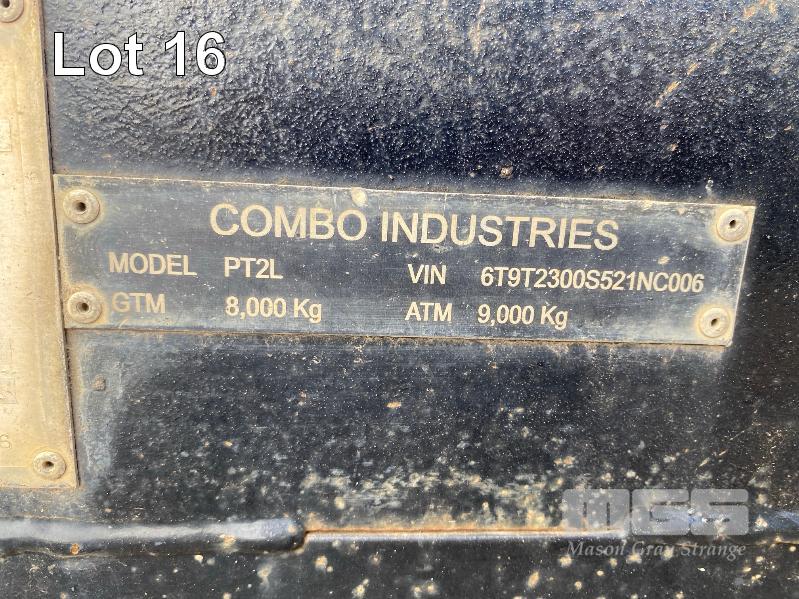 Lot 16
COMBO INDUSTRIES
MODEL PT2L VIN 6T9T2300S521NC006
GTM 8,000 Kg ATM 9,000 Kg
MGS
Mason Gray Strange